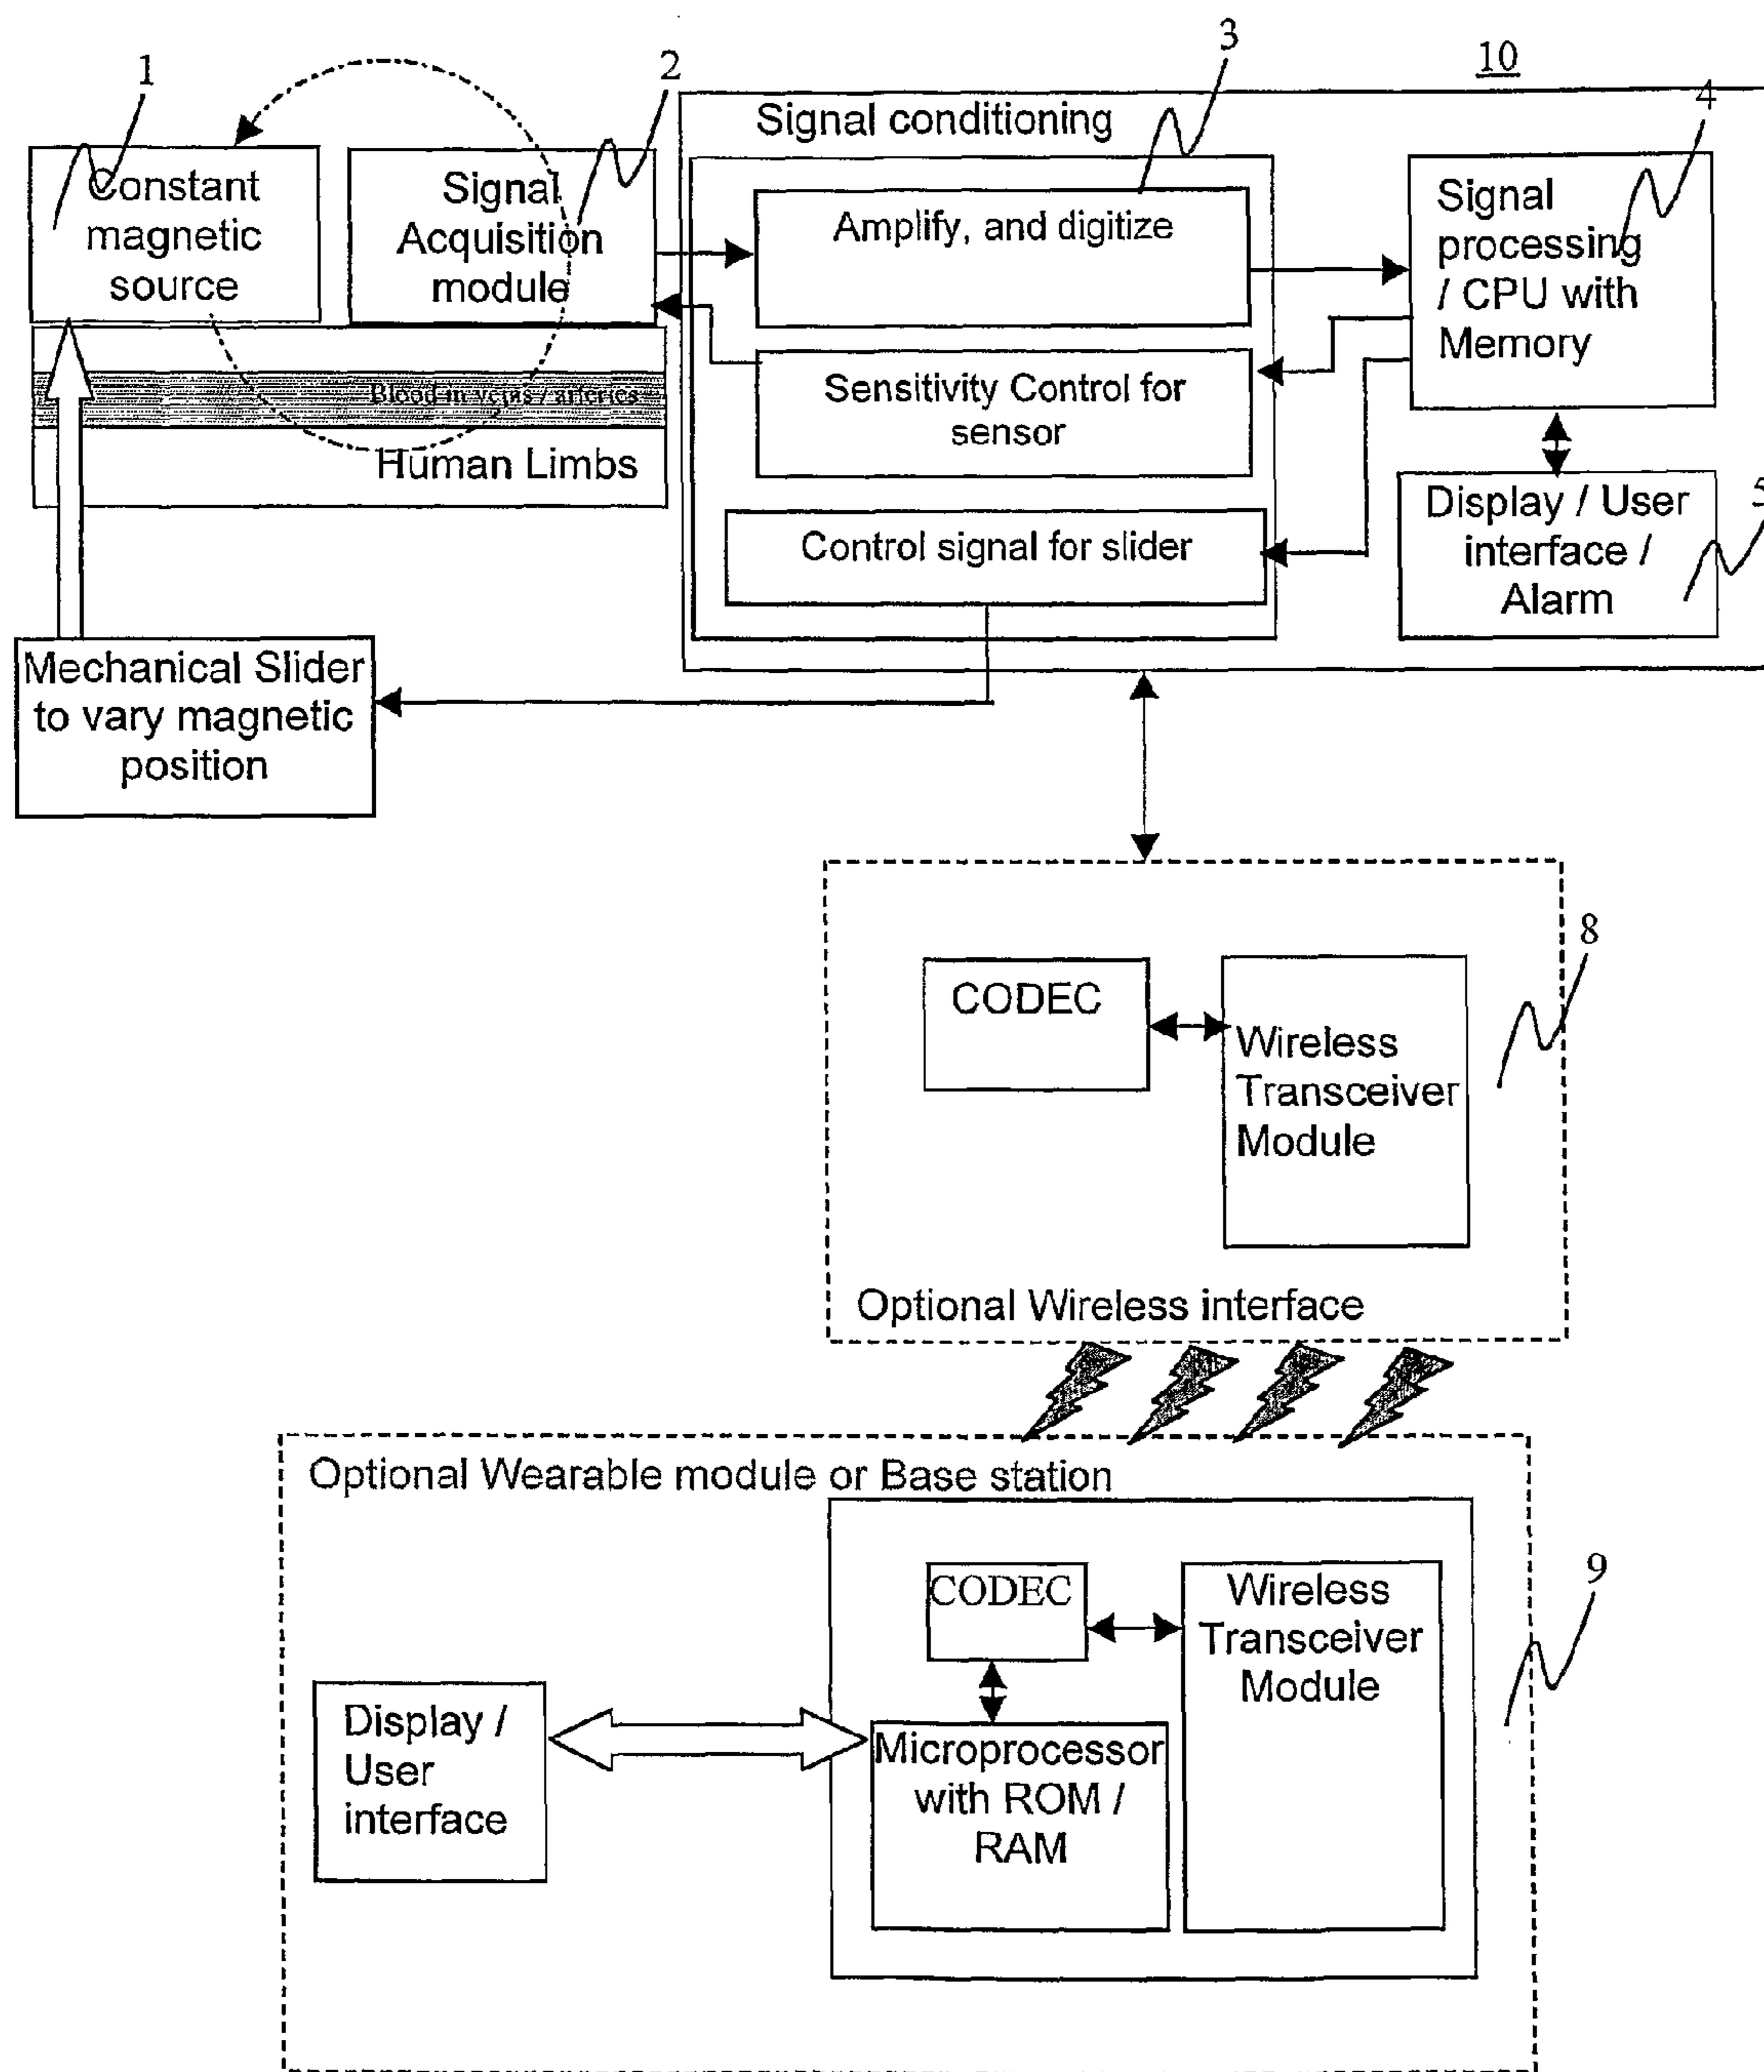 1
2
3
10
4
Signal conditioning
Constant
magnetic
source
Signal
Acquisition
module
Amplify, and digitize
Signal
processing
/ CPU with
Memory
Blood in veins / arteries
Human Limbs
Sensitivity Control for
sensor
Control signal for slider
5
Display / User
interface /
Alarm
Mechanical Slider
to vary magnetic
position
8
CODEC
Wireless
Transceiver
Module
Optional Wireless interface
Optional Wearable module or Base station
9
CODEC
Wireless
Transceiver
Module
Display /
User
interface
Microprocessor
with ROM /
RAM